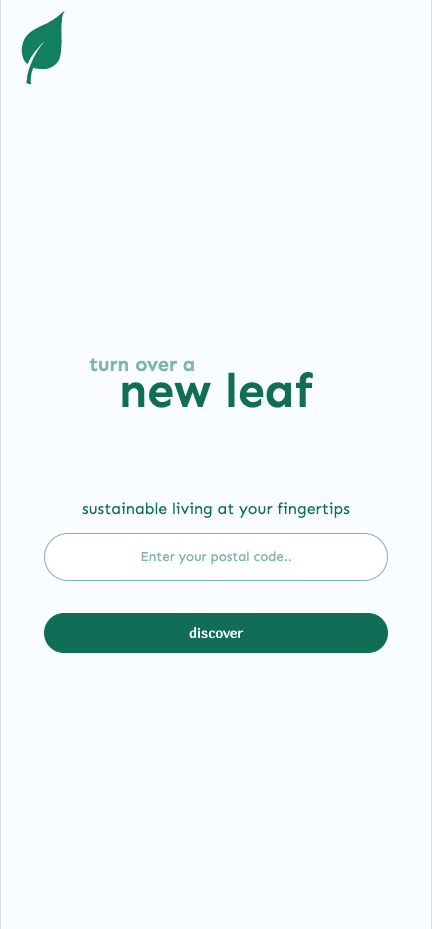 turn over a
new leaf
sustainable living at your fingertips
Enter your postal code..
discover